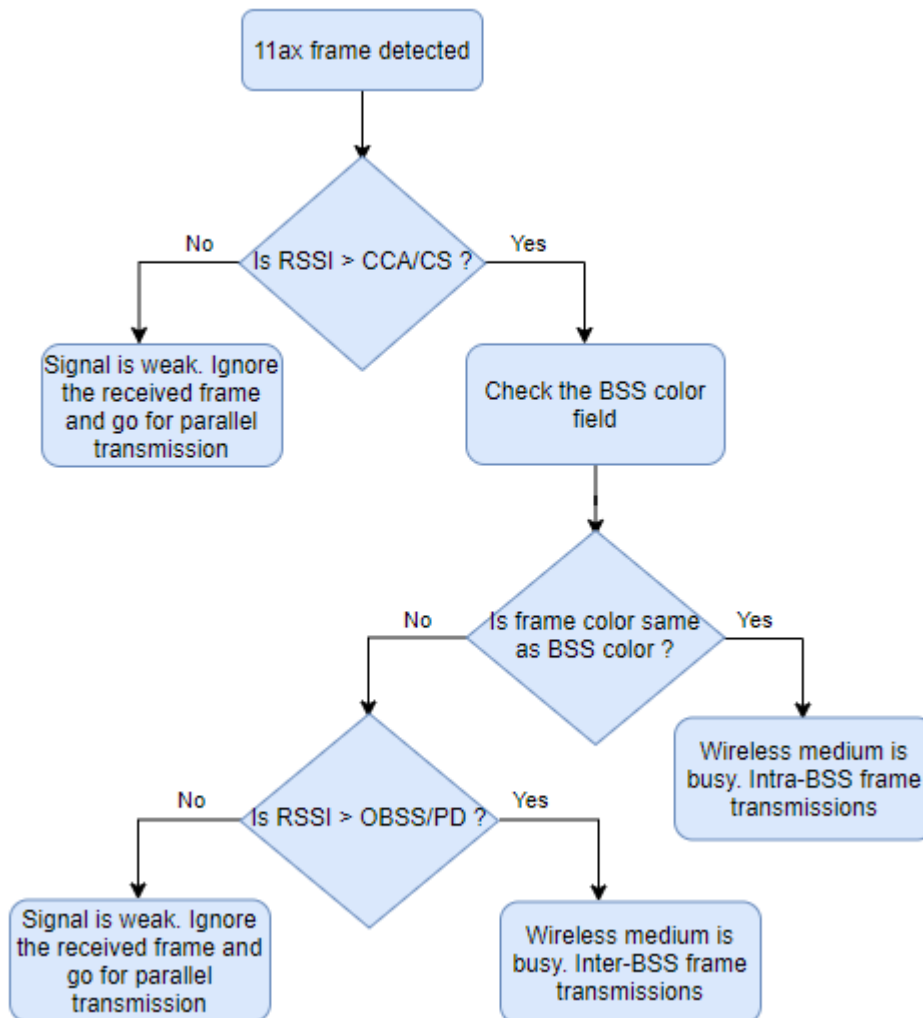 11ax frame detected
No
Is RSSI > CCA/CS ?
Yes
Signal is weak. Ignore
the received frame
and go for parallel
transmission
Check the BSS color
field
No
Is frame color same
as BSS color ?
Yes
Wireless medium is
busy. Intra-BSS frame
transmissions
No
Is RSSI > OBSS/PD ?
Yes
Signal is weak. Ignore
the received frame and
go for parallel
transmission
Wireless medium is
busy. Inter-BSS frame
transmissions